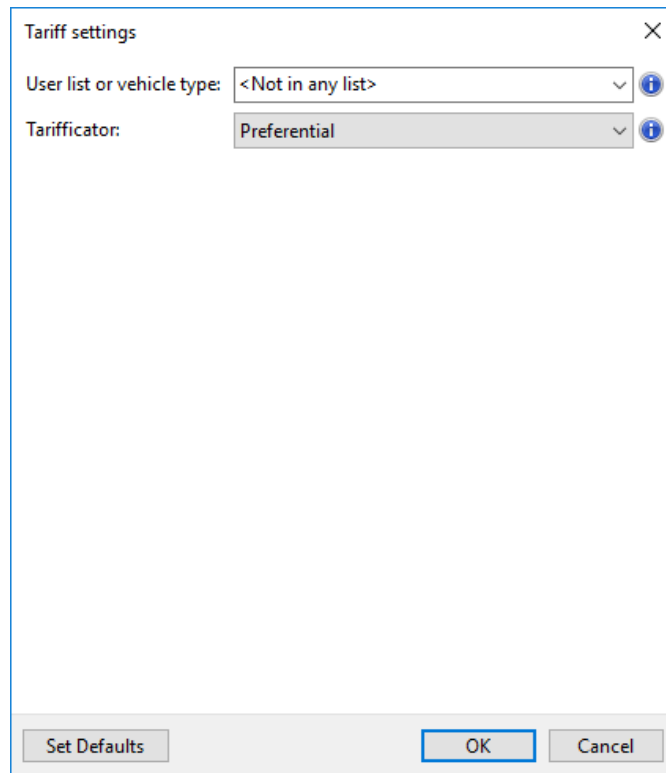 Tariff settings
User list or vehicle type: <Not in any list>
Tarifficator: Preferential
Set Defaults OK Cancel